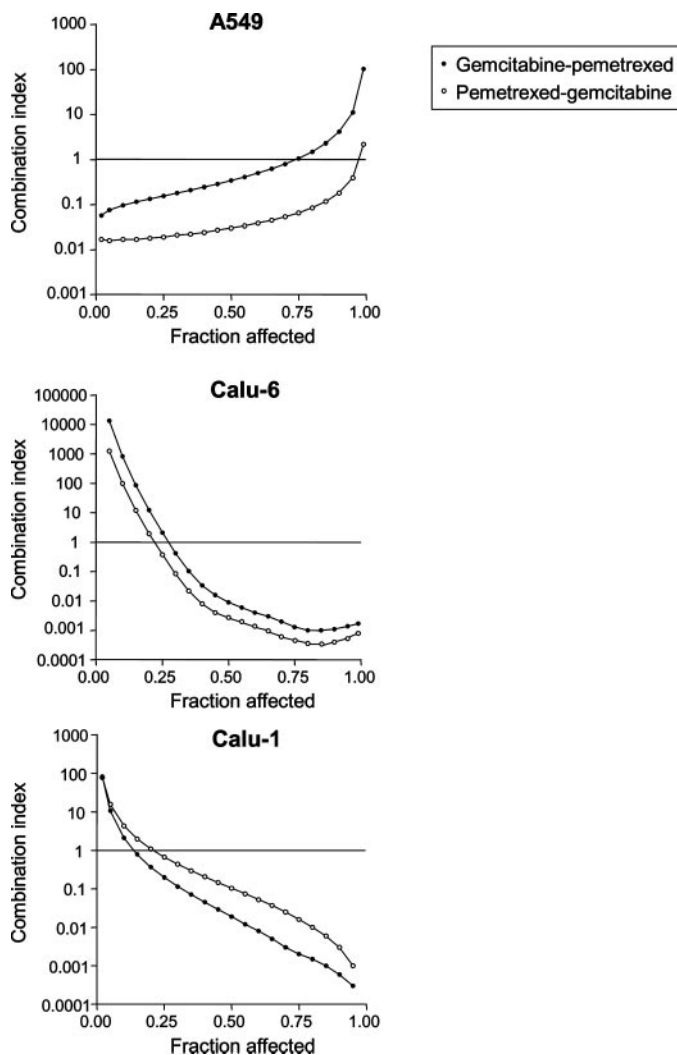 A549
Gemcitabine-pemetrexed
Pemetrexed-gemcitabine
Combination index
1000
100
10
1
0.1
0.01
0.001
0.00 0.25 0.50 0.75 1.00
Fraction affected
Calu-6
Combination index
100000
10000
1000
100
10
1
0.1
0.01
0.001
0.0001
0.00 0.25 0.50 0.75 1.00
Fraction affected
Calu-1
Combination index
1000
100
10
1
0.1
0.01
0.001
0.0001
0.00 0.25 0.50 0.75 1.00
Fraction affected